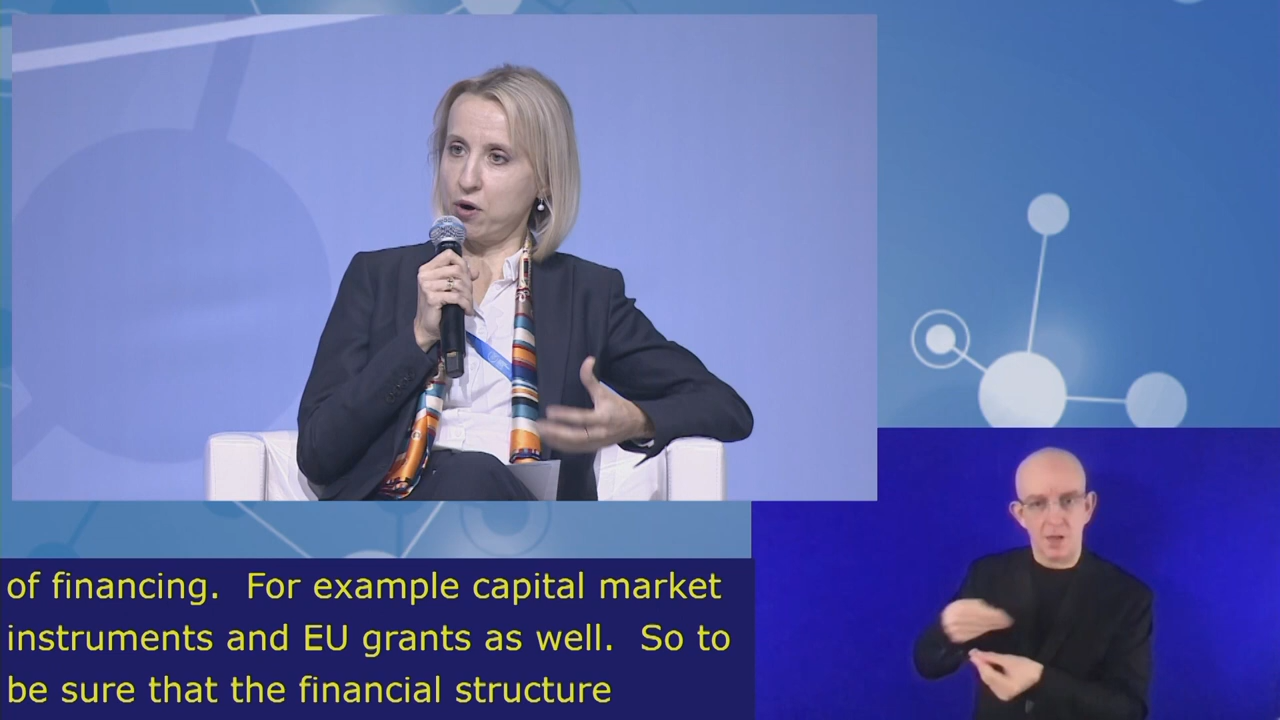 of financing.  For example capital market
instruments and EU grants as well.  So to
be sure that the financial structure